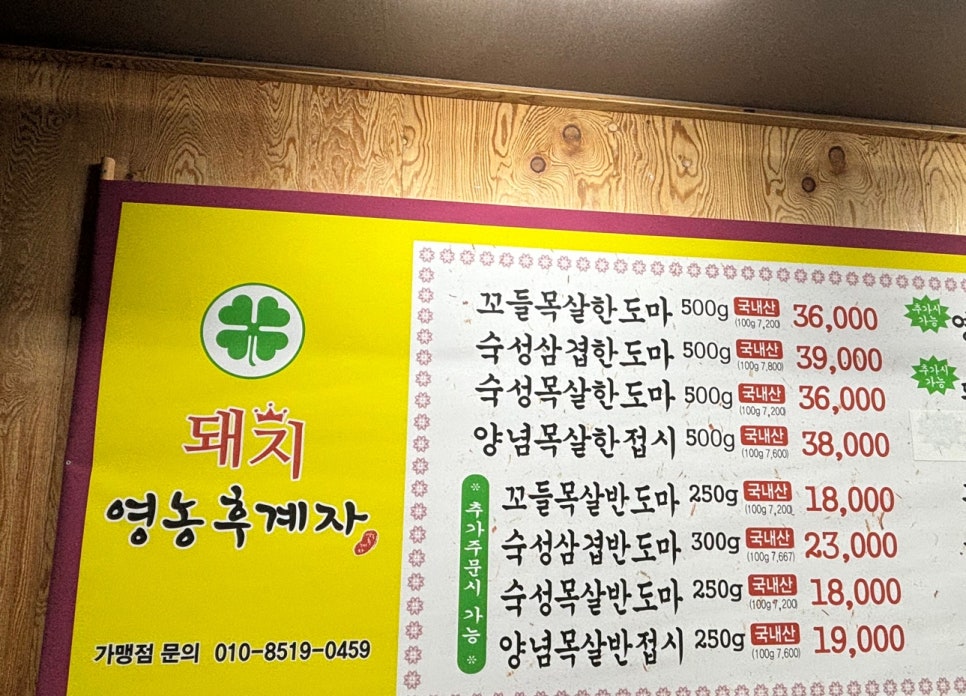 돼지
영농후계자
가맹점 문의 010-8519-0459
꼬들목살한도마 500g 국내산 (100g 7,200) 36,000
숙성삼겹한도마 500g 국내산 (100g 7,800) 39,000
숙성목살한도마 500g 국내산 (100g 7,200) 36,000
양념목살한접시 500g 국내산 (100g 7,600) 38,000
추가주문시 가능
꼬들목살반도마 250g 국내산 (100g 7,200) 18,000
숙성삼겹반도마 300g 국내산 (100g 7,667) 23,000
숙성목살반도마 250g 국내산 (100g 7,200) 18,000
양념목살반접시 250g 국내산 (100g 7,600) 19,000
추가시
가능
추가시
가능